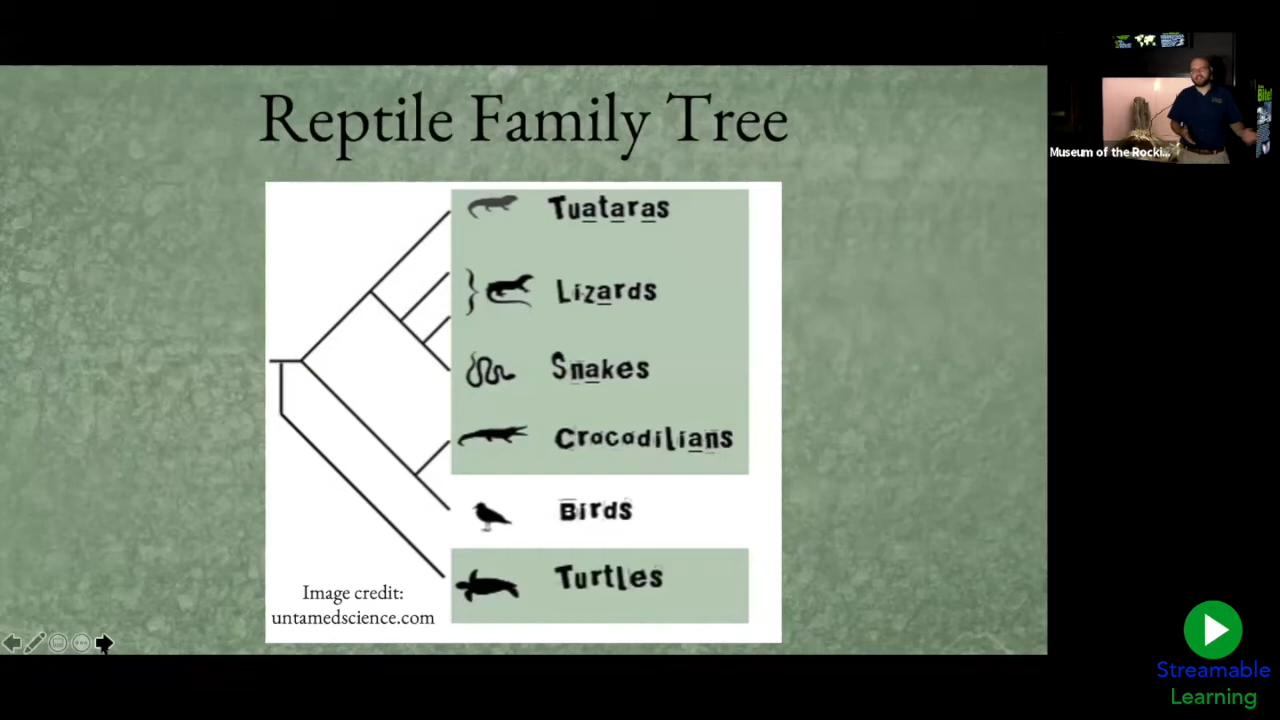 Reptile Family Tree
Tuataras
Lizards
Snakes
Crocodilians
Birds
Turtles
Image credit:
untamedscience.com
Museum of the Rocki...
Streamable
Learning